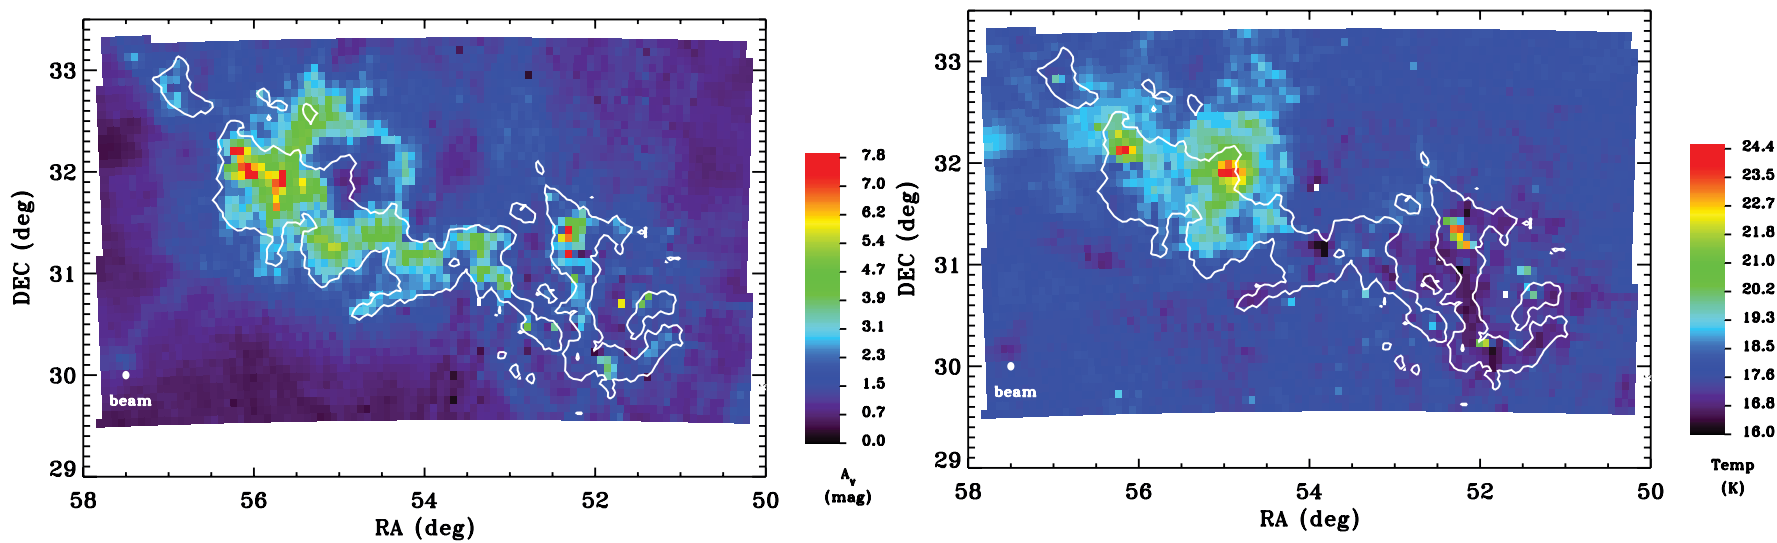 33
32
31
30
29
DEC (deg)
beam
58 56 54 52 50
RA (deg)
7.8
7.0
6.2
5.4
4.7
3.9
3.1
2.3
1.5
0.7
0.0
Av
(mag)
33
32
31
30
29
DEC (deg)
beam
58 56 54 52 50
RA (deg)
24.4
23.5
22.7
21.8
21.0
20.2
19.3
18.5
17.6
16.8
16.0
Temp
(K)